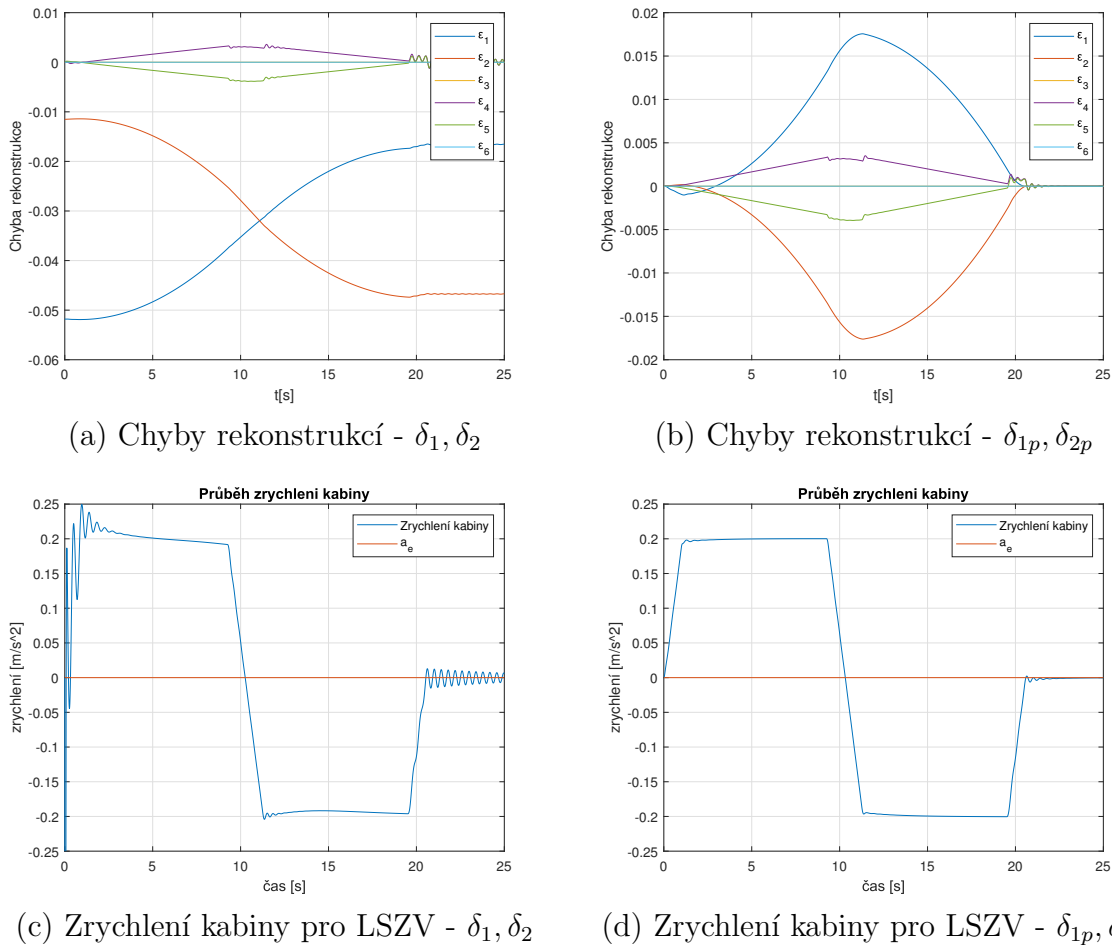 0.01
0
-0.01
-0.02
-0.03
-0.04
-0.05
-0.06
Chyba rekonstrukce
0 5 10 15 20 25
t[s]
ε1
ε2
ε3
ε4
ε5
ε6
(a) Chyby rekonstrukcí - δ1, δ2
0.02
0.015
0.01
0.005
0
-0.005
-0.01
-0.015
-0.02
Chyba rekonstrukce
0 5 10 15 20 25
t[s]
ε1
ε2
ε3
ε4
ε5
ε6
(b) Chyby rekonstrukcí - δ1p, δ2p
Průběh zrychleni kabiny
0.25
0.2
0.15
0.1
0.05
0
-0.05
-0.1
-0.15
-0.2
-0.25
zrychlení [m/s^2]
0 5 10 15 20 25
čas [s]
Zrychlení kabiny
a_e
(c) Zrychlení kabiny pro LSZV - δ1, δ2
Průběh zrychleni kabiny
0.25
0.2
0.15
0.1
0.05
0
-0.05
-0.1
-0.15
-0.2
-0.25
zrychlení [m/s^2]
0 5 10 15 20 25
čas [s]
Zrychlení kabiny
a_e
(d) Zrychlení kabiny pro LSZV - δ1p,